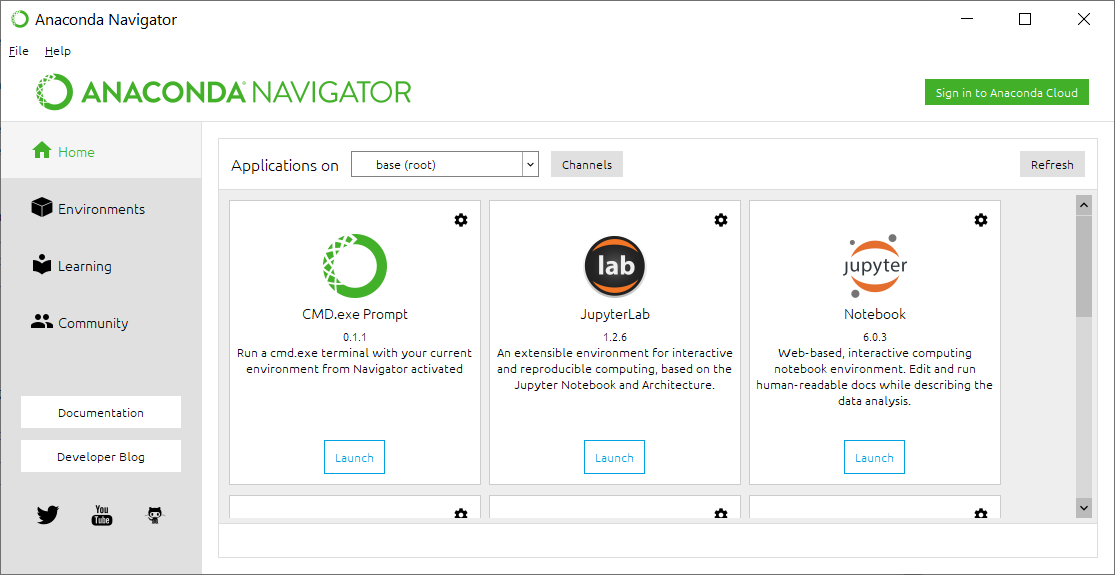 Anaconda Navigator
File Help
ANACONDA NAVIGATOR
Sign in to Anaconda Cloud
Home
Environments
Learning
Community
Documentation
Developer Blog
You
Tube
Applications on base (root) Channels Refresh
CMD.exe Prompt
0.1.1
Run a cmd.exe terminal with your current
environment from Navigator activated
Launch
lab
JupyterLab
1.2.6
An extensible environment for interactive
and reproducible computing, based on the
Jupyter Notebook and Architecture.
Launch
jupyter
Notebook
6.0.3
Web-based, interactive computing
notebook environment. Edit and run
human-readable docs while describing the
data analysis.
Launch